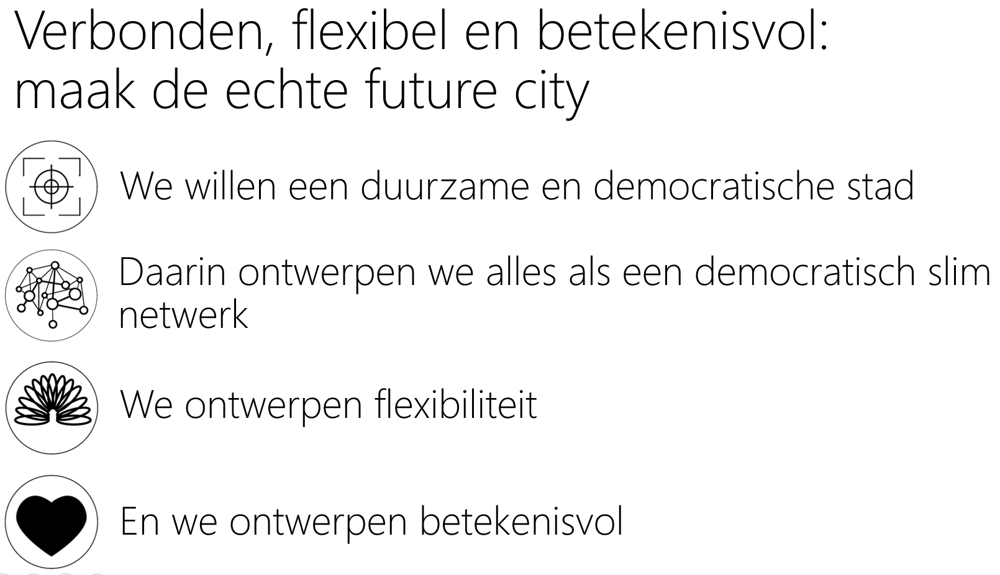 Verbonden, flexibel en betekenisvol:
maak de echte future city
We willen een duurzame en democratische stad
Daarin ontwerpen we alles als een democratisch slim
netwerk
We ontwerpen flexibiliteit
En we ontwerpen betekenisvol